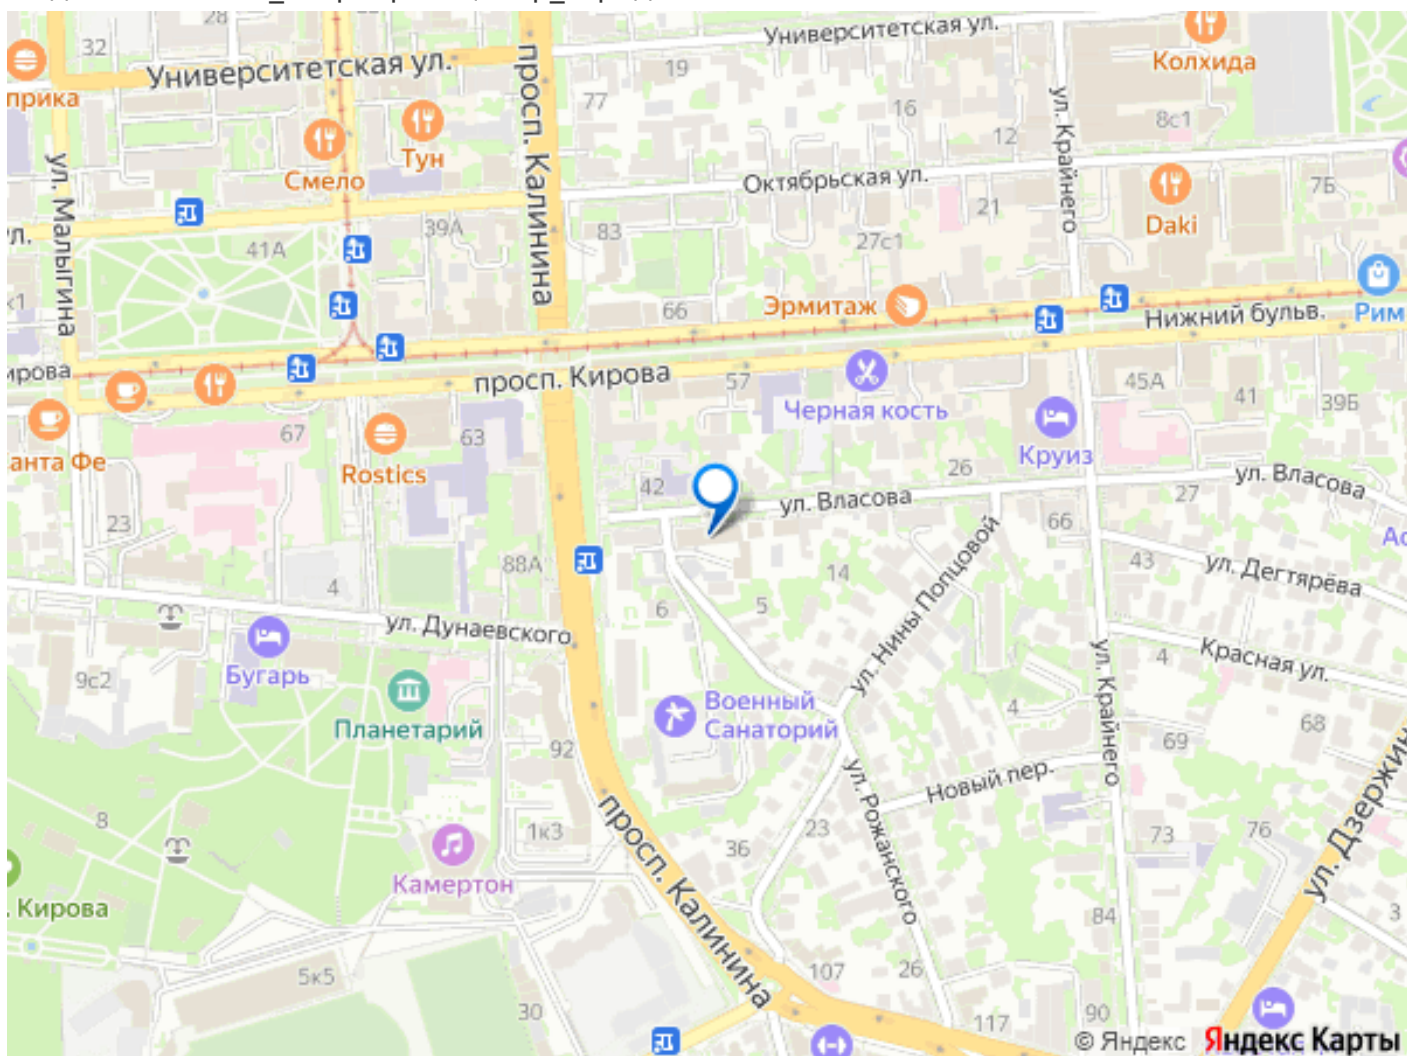 28
32
Университетская ул.
Университетская ул.
Колхида
прика
19
77
16
8с1
12
Тун
Смело
просп. Калинина
ул. Крайнего
Октябрьская ул.
7Б
21
Daki
ул. Малыгина
39А
83
27с1
41А
л.
к1
66
Эрмитаж
Нижний бульв.
Рим
ирова
просп. Кирова
57
45А
41
39Б
Черная кость
67
63
Круиз
анта Фе
Rostics
26
42
ул. Власова
ул. Власова
27
23
66
88А
Ас
4
14
43
ул. Дегтярёва
6
5
ул. Нины Попцовой
ул. Дунаевского
Бугарь
9с2
4
Красная ул.
ул. Крайнего
Планетарий
Военный
Санаторий
4
68
69
92
Новый пер.
ул. Рожанского
ул. Дзержин
8
1к3
23
36
73
76
просп. Калинина
Камертон
. Кирова
84
3
5к5
107
26
30
117
90
© Яндекс Яндекс Карты